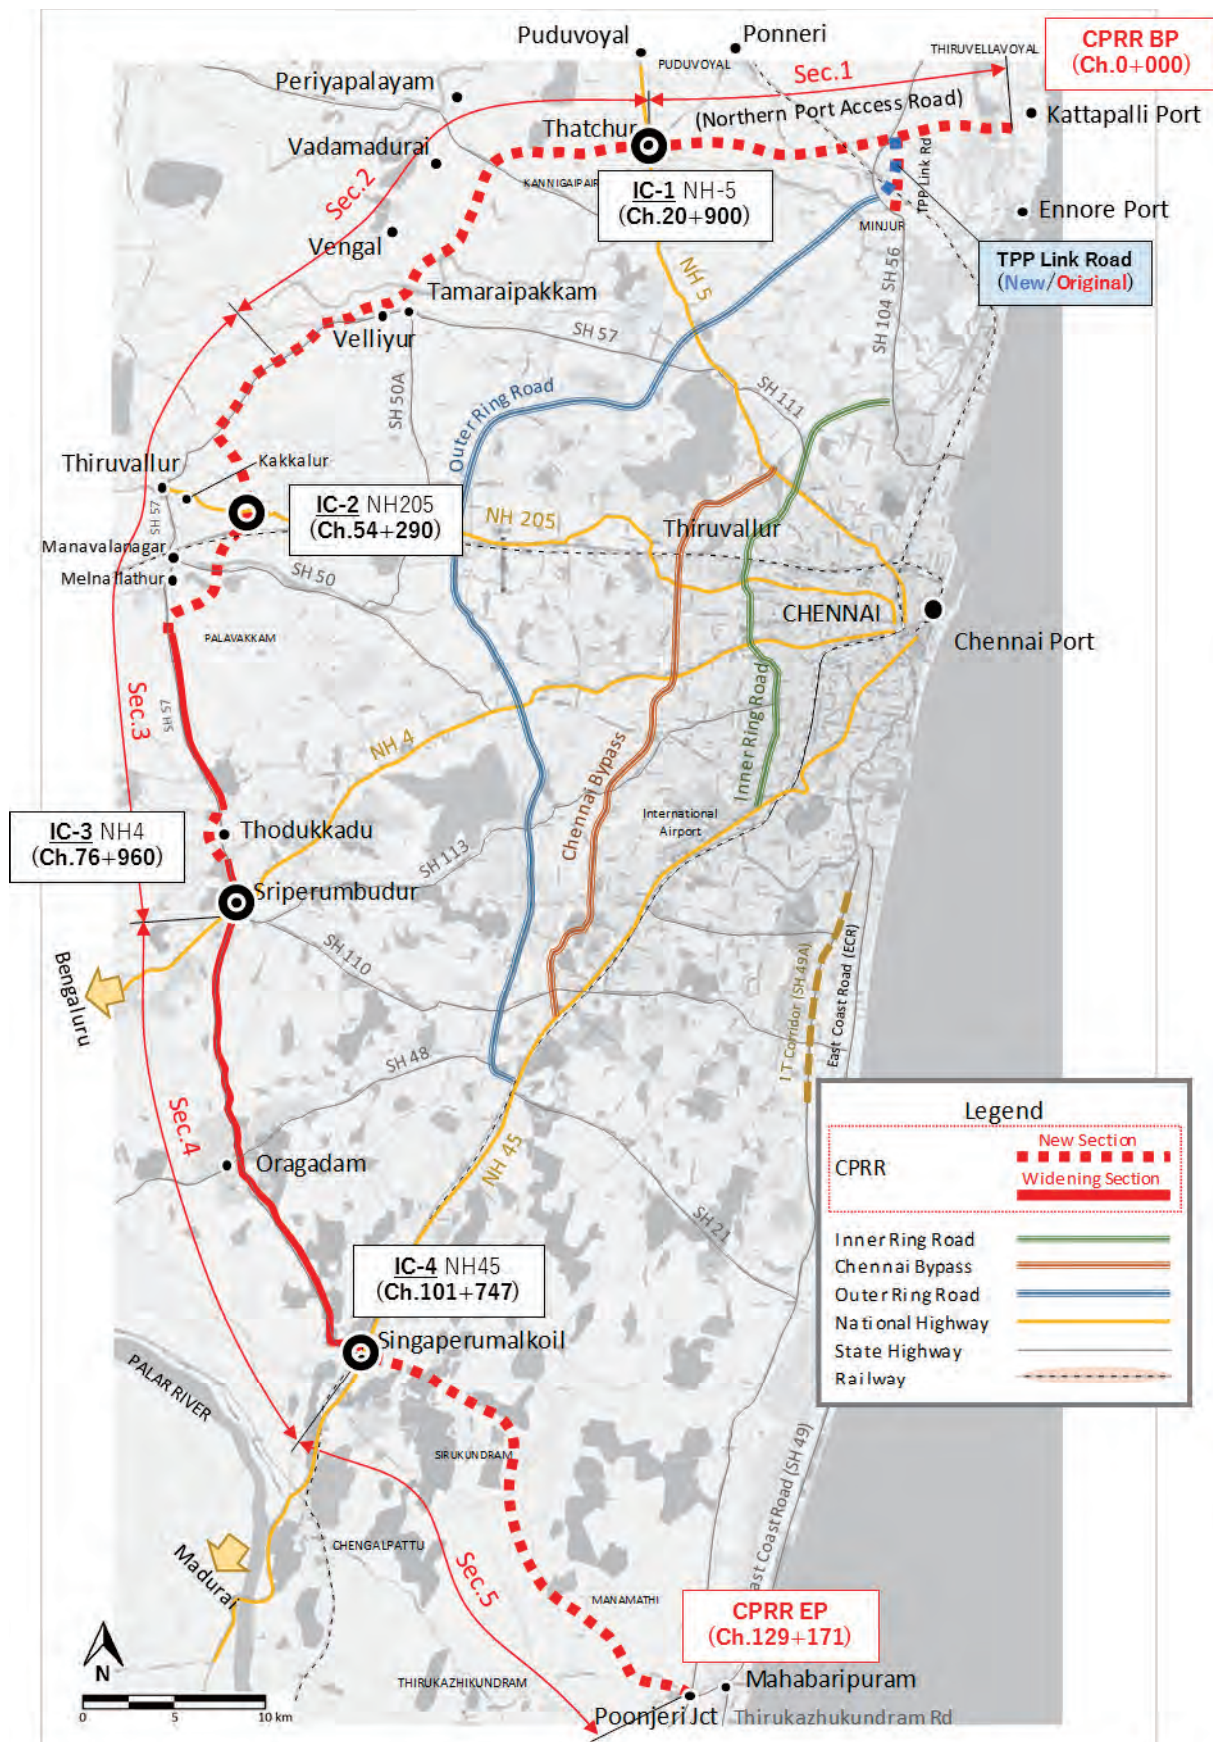 Puduvoyal
Ponneri
PUDUVOYAL
THIRUVELLAVOYAL
CPRR BP
(Ch.0+000)
Sec.1
Periyapalayam
(Northern Port Access Road)
Kattapalli Port
Thatchur
Vadamadurai
KANNIGAIPAIR
TPP Link Rd
Sec.2
IC-1 NH-5
(Ch.20+900)
Ennore Port
MINJUR
Vengal
TPP Link Road
(New/Original)
NH 5
SH 56
SH 104
Tamaraipakkam
Velliyur
SH 57
SH 50A
SH 111
Outer Ring Road
Thiruvallur
Kakkalur
SH 57
IC-2 NH205
(Ch.54+290)
NH 205
Thiruvallur
Manavalanagar
Melnallathur
SH 50
CHENNAI
PALAVAKKAM
Chennai Port
Sec.3
SH 57
NH 4
Inner Ring Road
Chennai Bypass
International
Airport
IC-3 NH4
(Ch.76+960)
Thodukkadu
SH 113
Sriperumbudur
SH 110
Bengaluru
I T Corridor (SH 49A)
East Coast Road (ECR)
SH 48
Sec.4
Oragadam
NH 45
SH 21
Legend
CPRR
New Section
Widening Section
Inner Ring Road
Chennai Bypass
Outer Ring Road
National Highway
State Highway
Railway
IC-4 NH45
(Ch.101+747)
Singaperumalkoil
PALAR RIVER
SIRUKUNDRAM
East Coast Road (SH 49)
CHENGALPATTU
Sec.5
Madurai
MANAMATHI
CPRR EP
(Ch.129+171)
N
THIRUKAZHIKUNDRAM
Mahabaripuram
0 5 10 km
Poonjeri Jct
Thirukazhukundram Rd